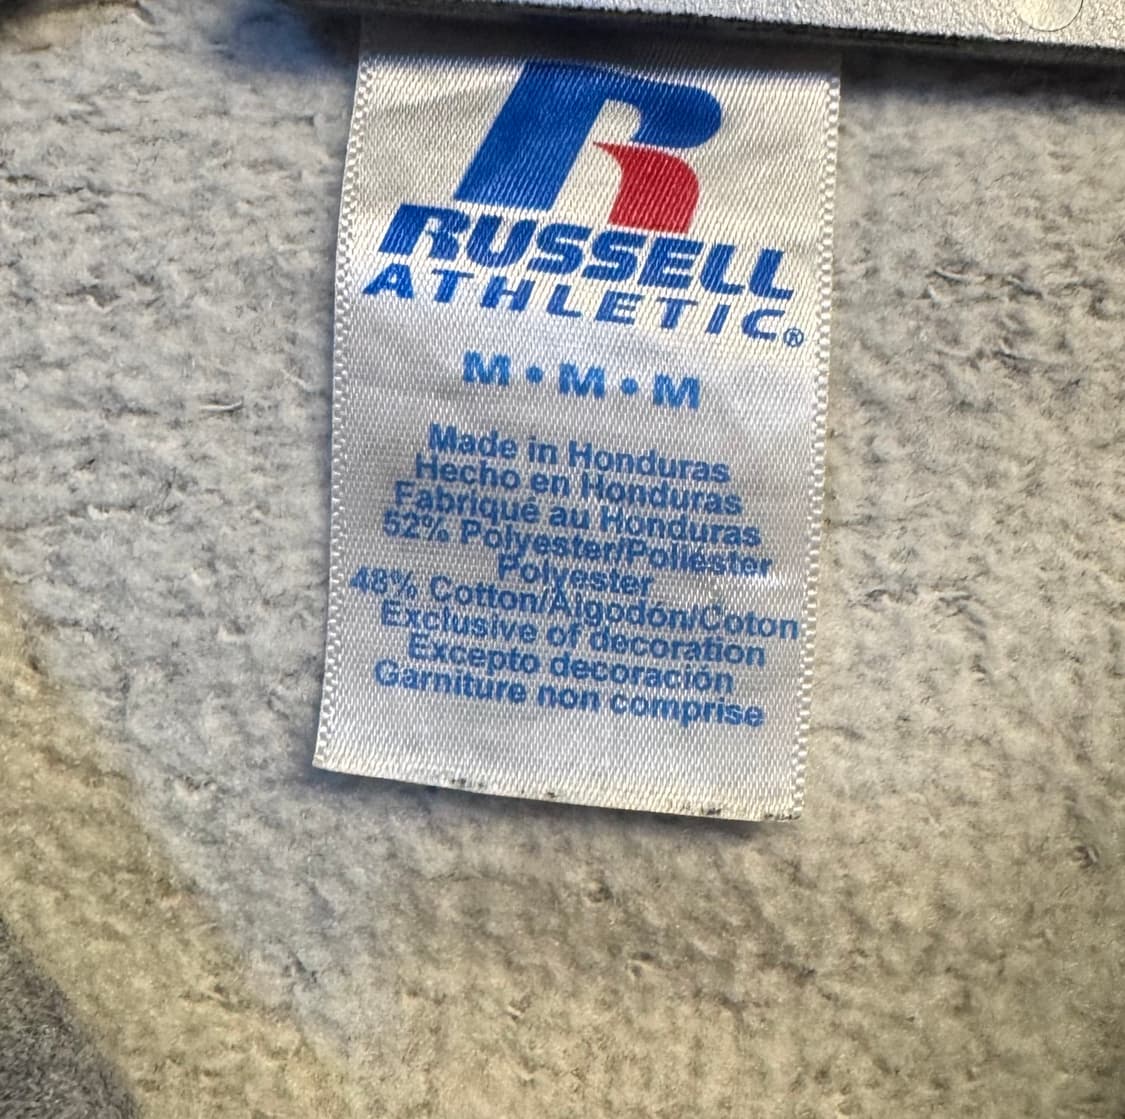 RUSSELL
ATHLETIC®
M • M • M
Made in Honduras
Hecho en Honduras
Fabriqué au Honduras
52% Polyester/Poliéster
Polyester
48% Cotton/Algodón/Coton
Exclusive of decoration
Excepto decoración
Garniture non comprise